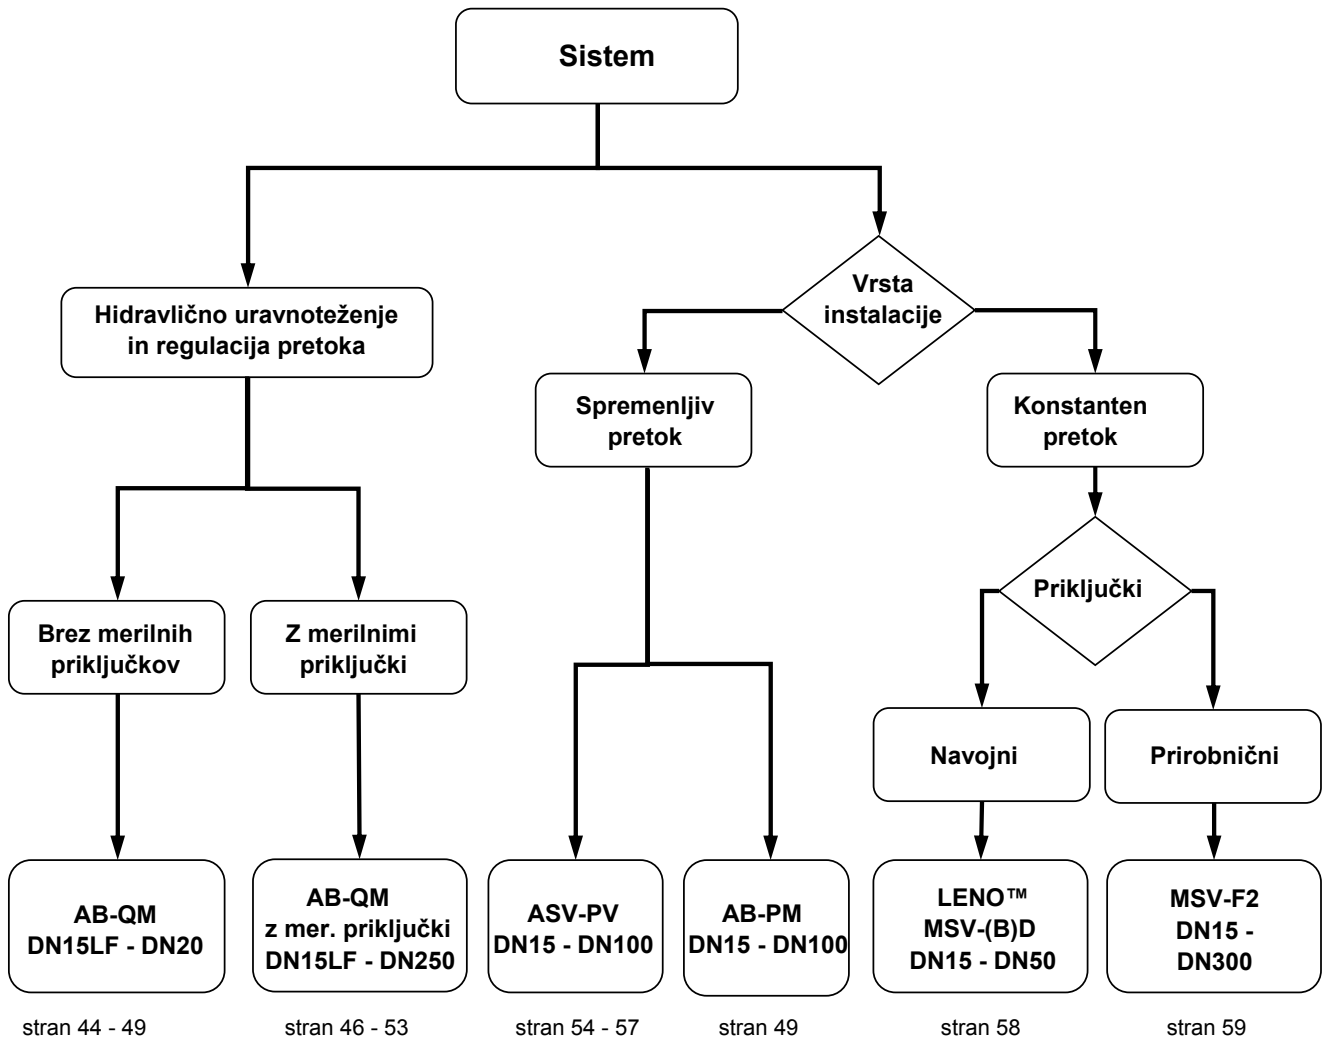 Sistem
Hidravlično uravnoteženje
in regulacija pretoka
Vrsta
instalacije
Spremenljiv
pretok
Konstanten
pretok
Priključki
Brez merilnih
priključkov
Z merilnimi
priključki
Navojni
Prirobnični
AB-QM
DN15LF - DN20
AB-QM
z mer. priključki
DN15LF - DN250
ASV-PV
DN15 - DN100
AB-PM
DN15 - DN100
LENO™
MSV-(B)D
DN15 - DN50
MSV-F2
DN15 -
DN300
stran 44 - 49
stran 46 - 53
stran 54 - 57
stran 49
stran 58
stran 59